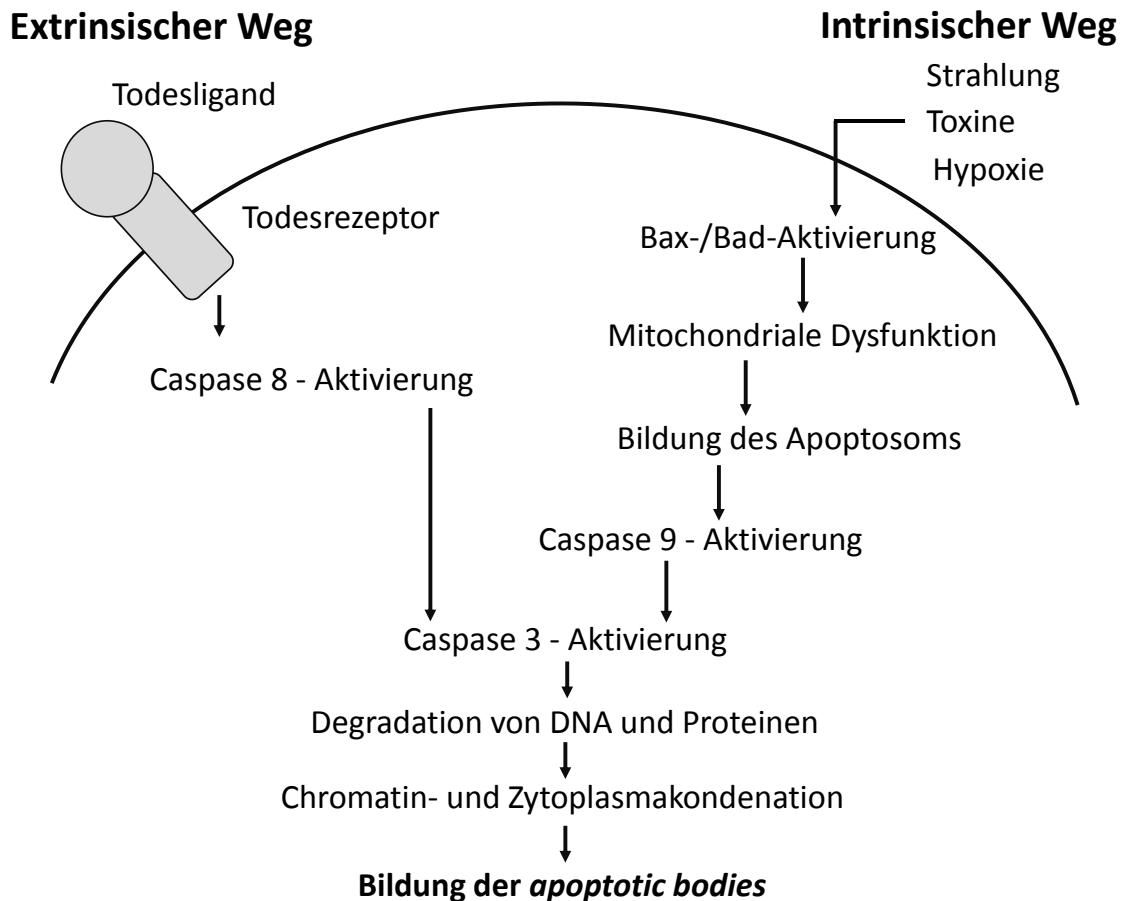 Extrinsischer Weg
Intrinsischer Weg
Strahlung
Todesligand
Toxine
Hypoxie
Todesrezeptor
Bax-/Bad-Aktivierung
Mitochondriale Dysfunktion
Caspase 8 - Aktivierung
Bildung des Apoptosoms
Caspase 9 - Aktivierung
Caspase 3 - Aktivierung
Degradation von DNA und Proteinen
Chromatin- und Zytoplasmakondenation
Bildung der apoptotic bodies